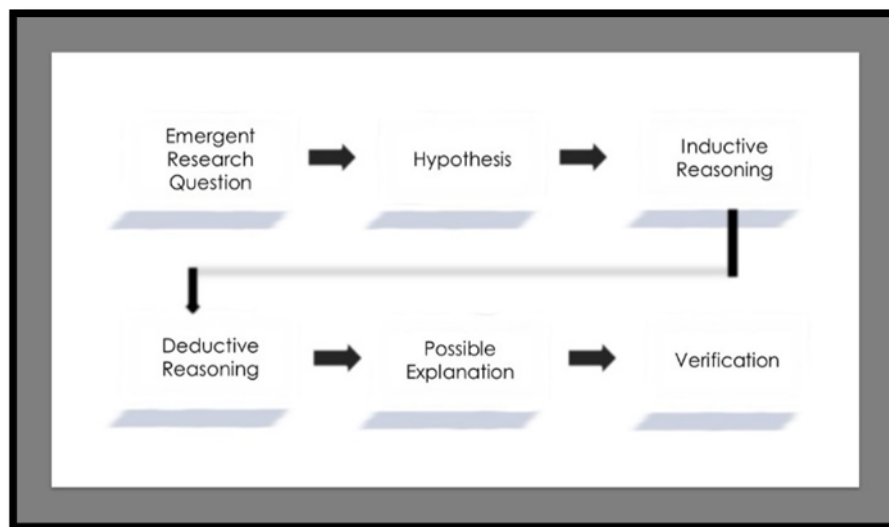 Emergent
Research
Question
Hypothesis
Inductive
Reasoning
Deductive
Reasoning
Possible
Explanation
Verification